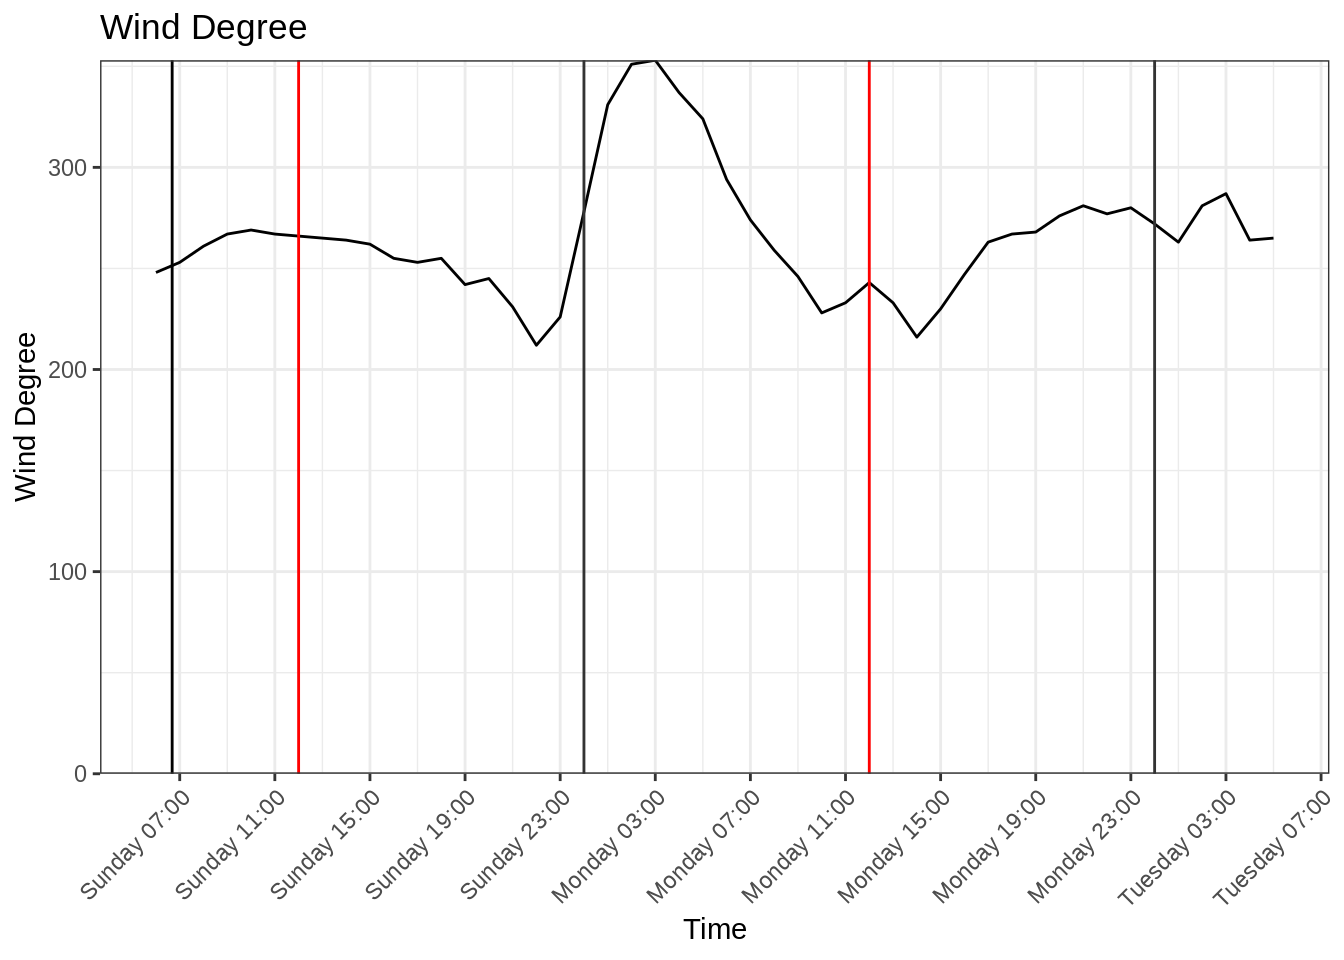 Wind Degree
Wind Degree
300
200
100
0
Sunday 07:00
Sunday 11:00
Sunday 15:00
Sunday 19:00
Sunday 23:00
Monday 03:00
Monday 07:00
Monday 11:00
Monday 15:00
Monday 19:00
Monday 23:00
Tuesday 03:00
Tuesday 07:00
Time